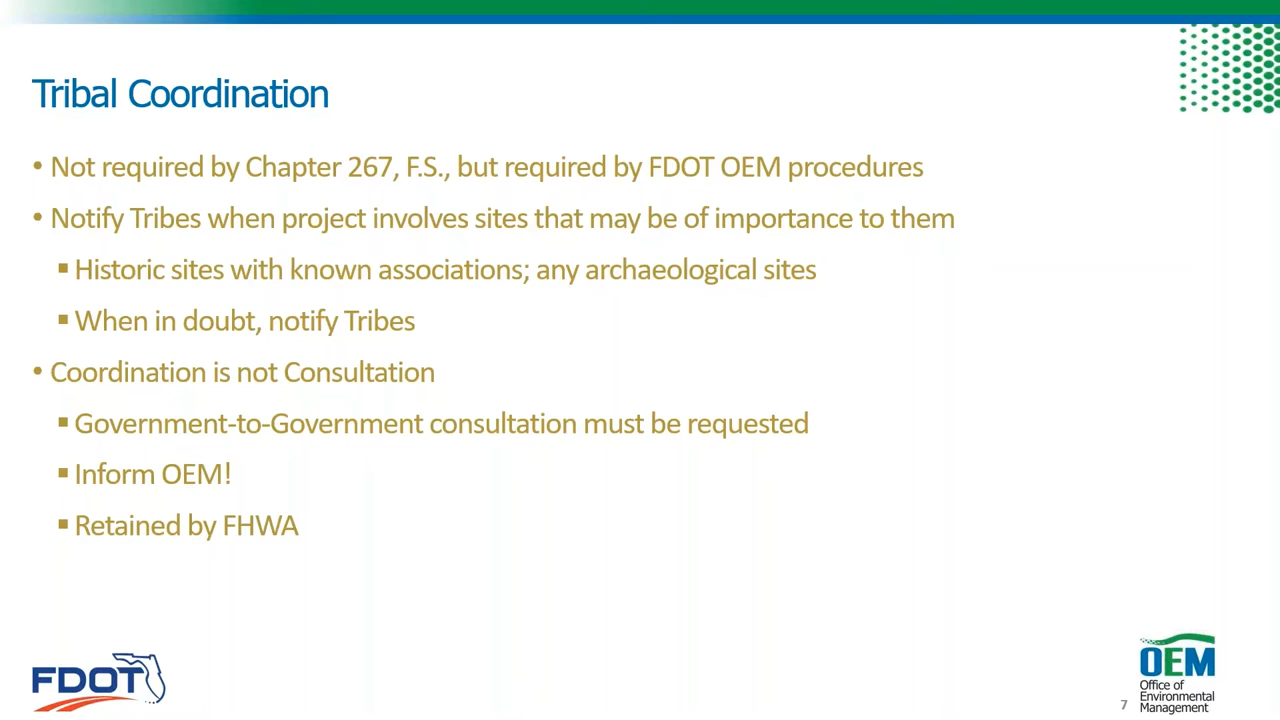 Tribal Coordination
• Not required by Chapter 267, F.S., but required by FDOT OEM procedures
• Notify Tribes when project involves sites that may be of importance to them
▪ Historic sites with known associations; any archaeological sites
▪ When in doubt, notify Tribes
• Coordination is not Consultation
▪ Government-to-Government consultation must be requested
▪ Inform OEM!
▪ Retained by FHWA
FDOT
7
OEM
Office of
Environmental
Management